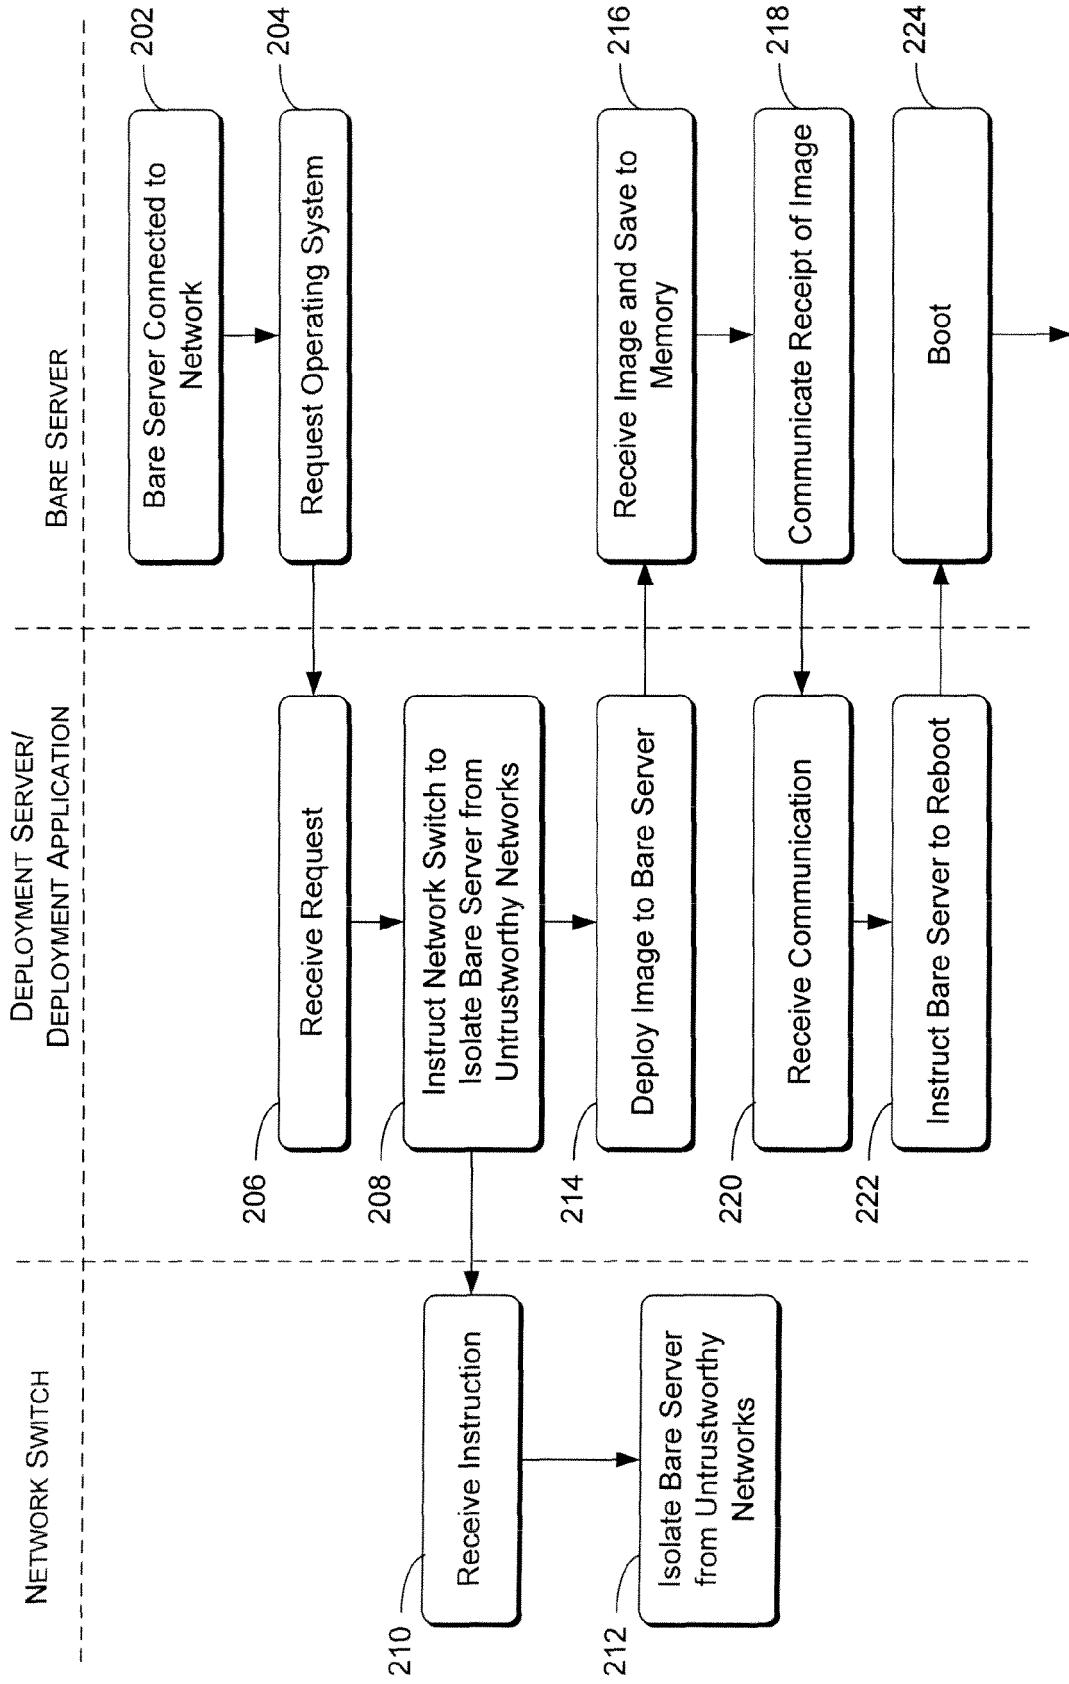 NETWORK SWITCH
DEPLOYMENT SERVER/
DEPLOYMENT APPLICATION
BARE SERVER
Bare Server Connected to
Network
202
Request Operating System
204
206
Receive Request
208
Instruct Network Switch to
Isolate Bare Server from
Untrustworthy Networks
210
Receive Instruction
212
Isolate Bare Server
from Untrustworthy
Networks
214
Deploy Image to Bare Server
Receive Image and Save to
Memory
216
Communicate Receipt of Image
218
220
Receive Communication
222
Instruct Bare Server to Reboot
Boot
224